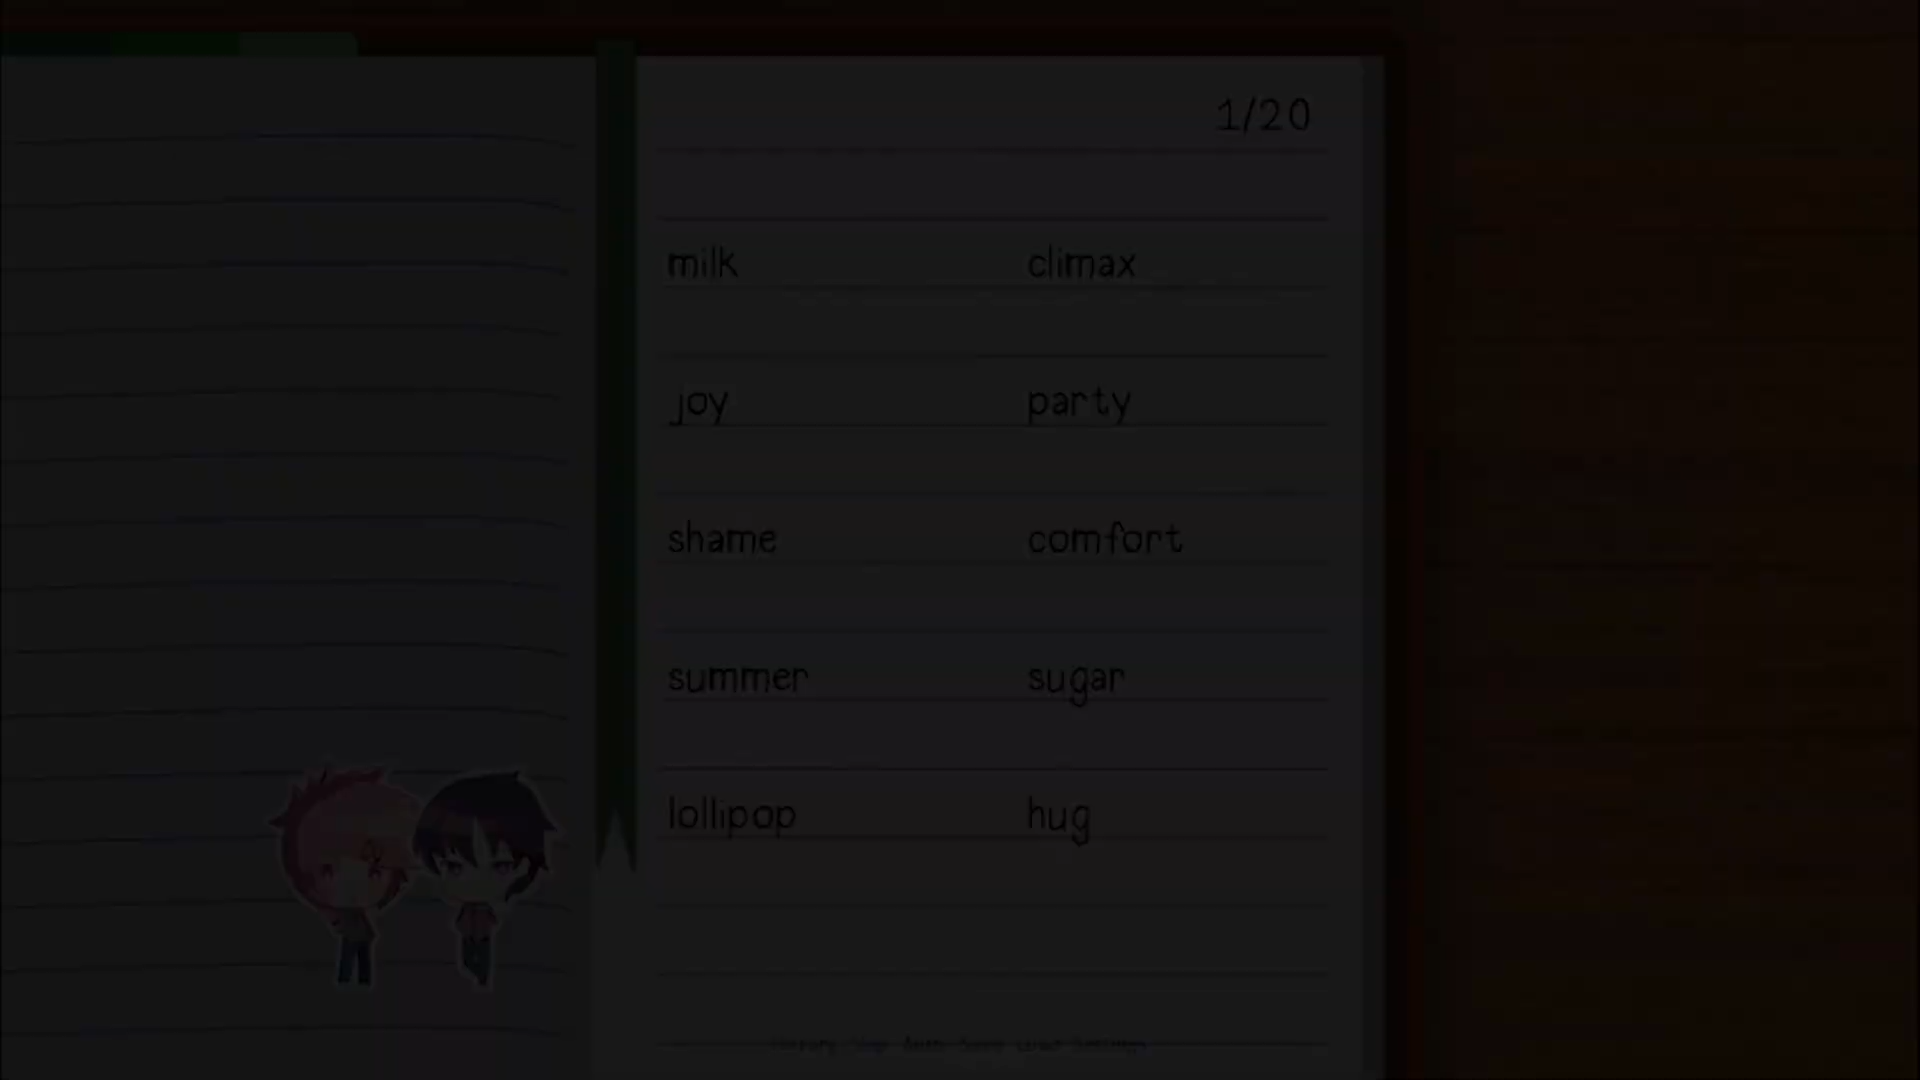 1/20
milk climax
joy party
shame comfort
summer sugar
lollipop hug